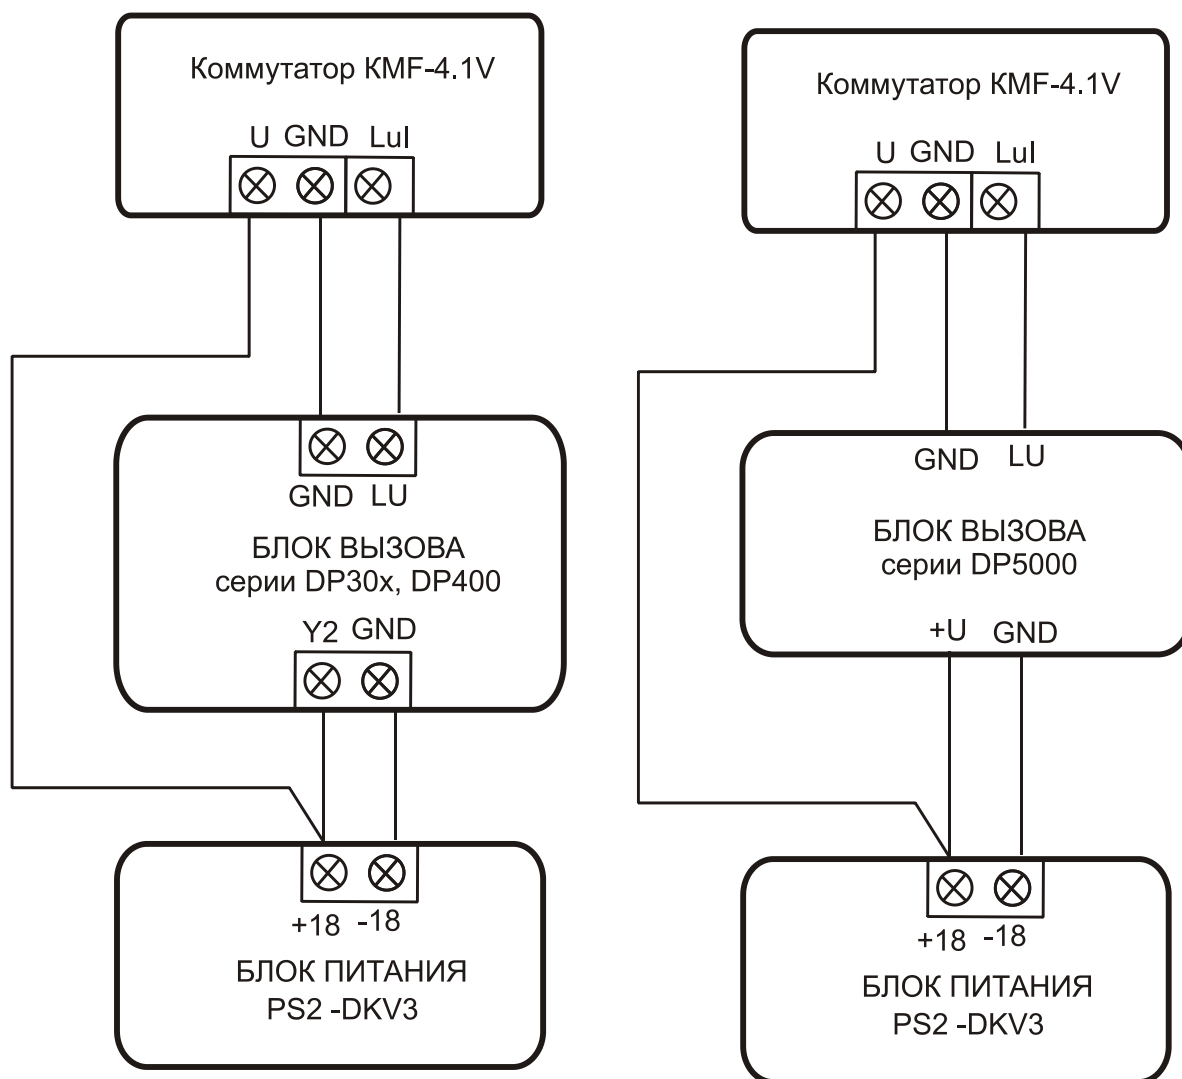 Коммутатор KMF-4.1V
U GND LuI
GND LU
БЛОК ВЫЗОВА
серии DP30x, DP400
Y2 GND
+18 -18
БЛОК ПИТАНИЯ
PS2 -DKV3
Коммутатор KMF-4.1V
U GND LuI
GND LU
БЛОК ВЫЗОВА
серии DP5000
+U GND
+18 -18
БЛОК ПИТАНИЯ
PS2 -DKV3